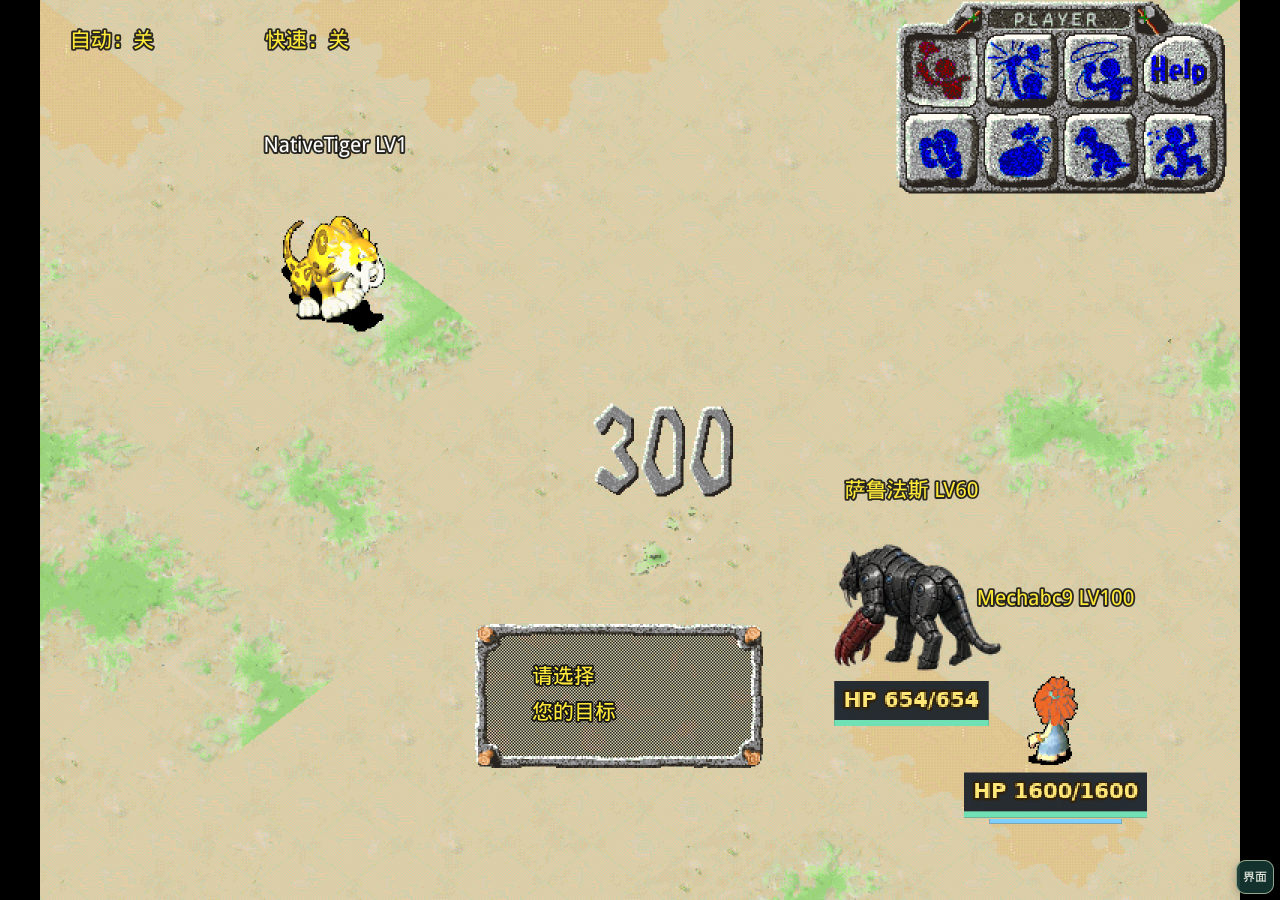 自动：关
快速：关
PLAYER
Help
NativeTiger LV1
300
萨鲁法斯 LV60
Mechabc9 LV100
请选择
您的目标
HP 654/654
HP 1600/1600
界面